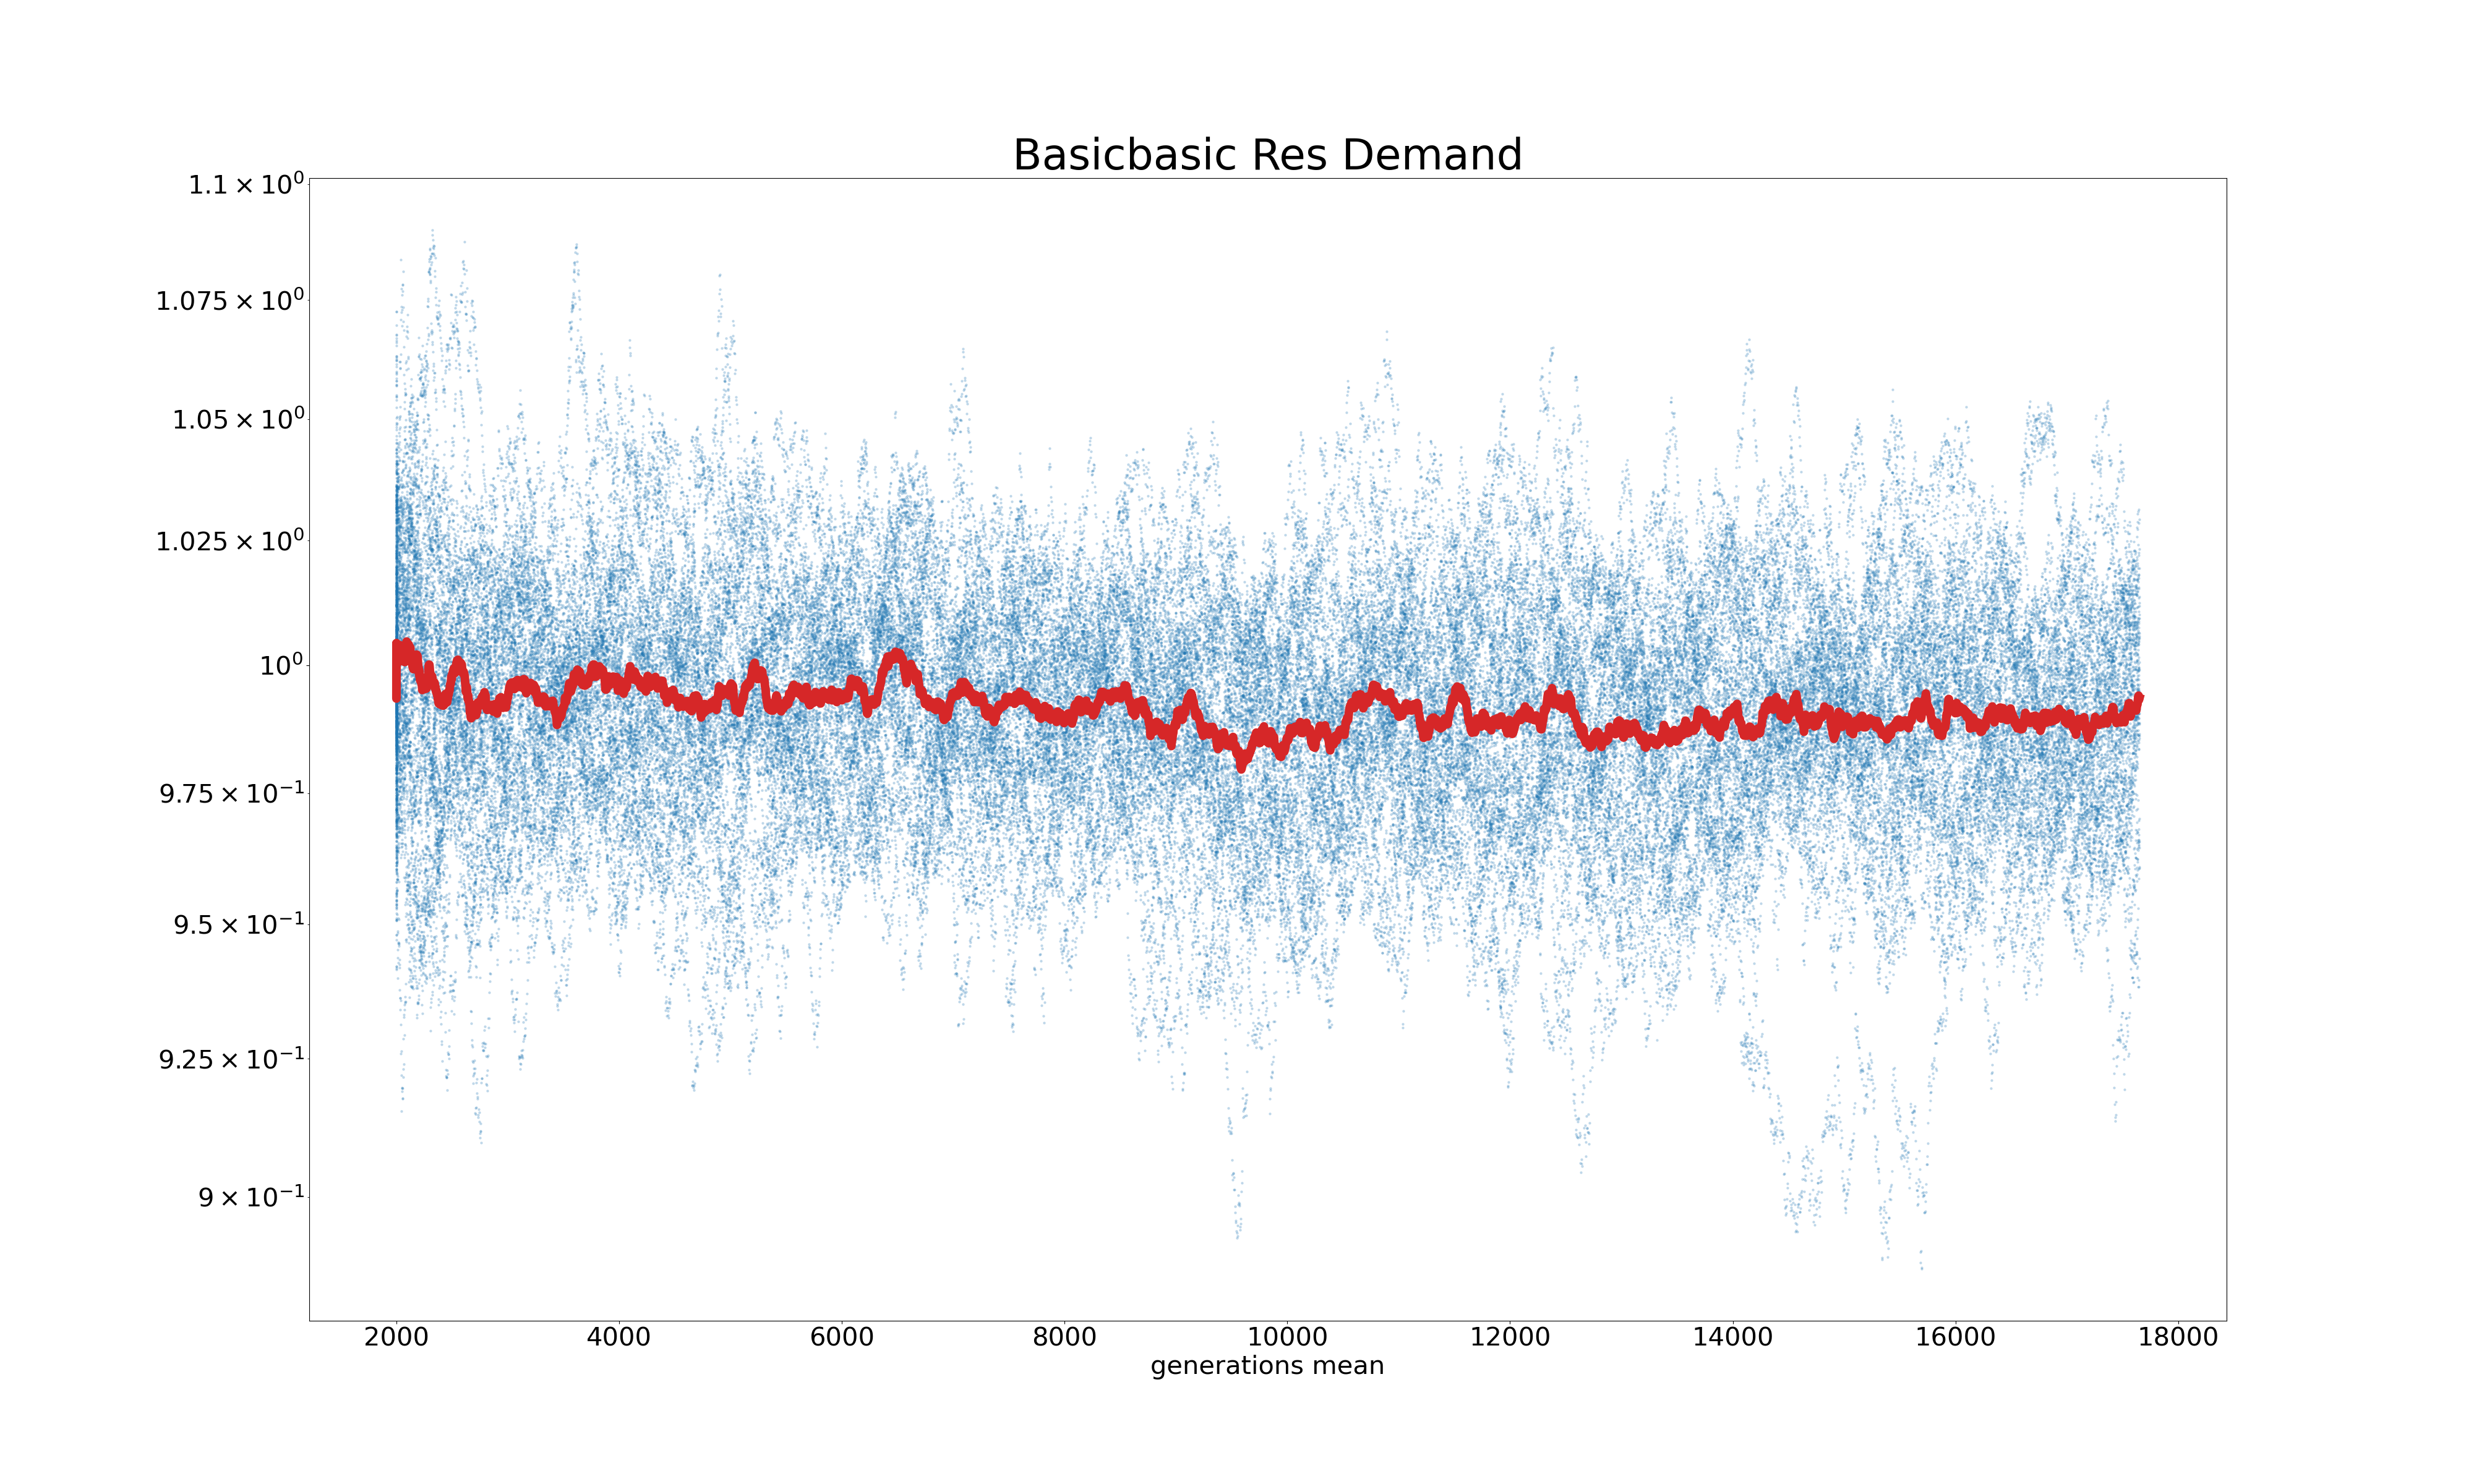 Basicbasic Res Demand
1.1 × 10⁰
1.075 × 10⁰
1.05 × 10⁰
1.025 × 10⁰
10⁰
9.75 × 10⁻¹
9.5 × 10⁻¹
9.25 × 10⁻¹
9 × 10⁻¹
2000 4000 6000 8000 10000 12000 14000 16000 18000
generations mean